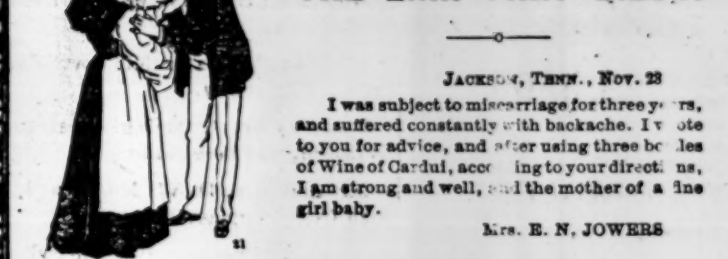 JACKSON, TENN., NOV. 28
I was subject to miscarriage for three years,
and suffered constantly with backache. I wrote
to you for advice, and after using three bottles
of Wine of Cardui, according to your directions,
I am strong and well, and the mother of a fine
girl baby.
Mrs. E. N. JOWERS
21